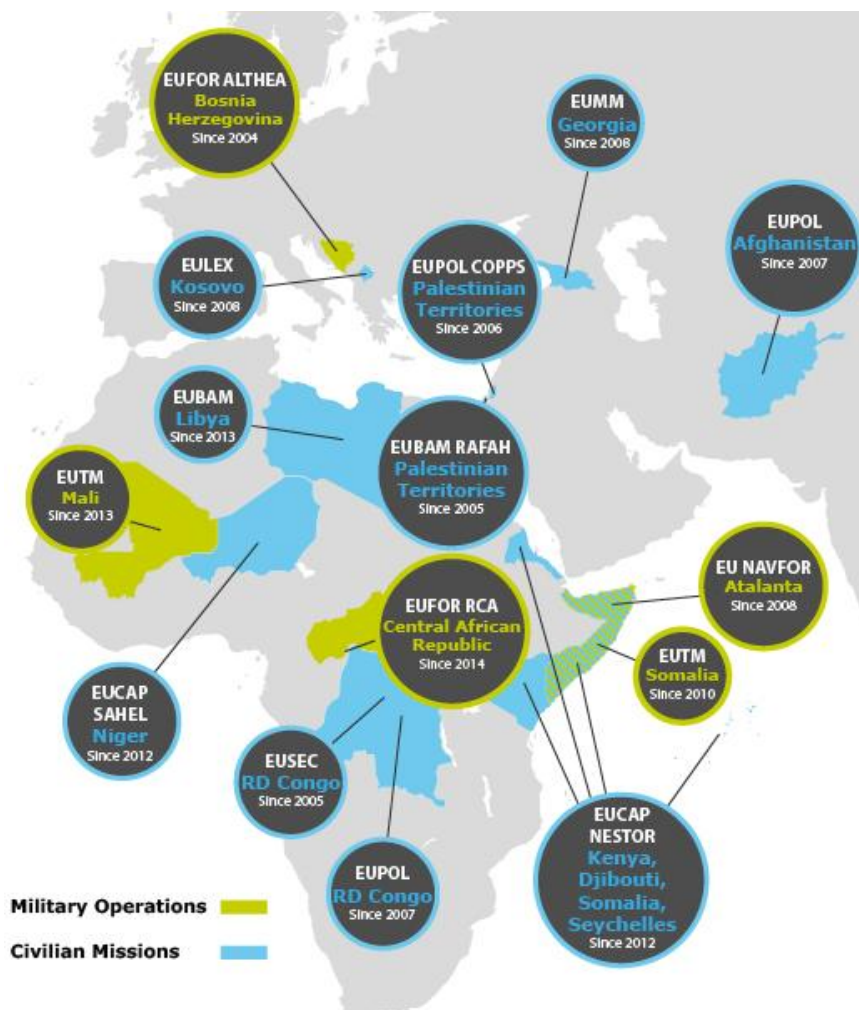 EUFOR ALTHEA
Bosnia
Herzegovina
Since 2004
EUMM
Georgia
Since 2008
EUPOL
Afghanistan
Since 2007
EULEX
Kosovo
Since 2008
EUPOL COPPS
Palestinian
Territories
Since 2006
EUBAM
Libya
Since 2013
EUBAM RAFAH
Palestinian
Territories
Since 2005
EUTM
Mali
Since 2013
EU NAVFOR
Atalanta
Since 2008
EUFOR RCA
Central African
Republic
Since 2014
EUTM
Somalia
Since 2010
EUCAP
SAHEL
Niger
Since 2012
EUSEC
RD Congo
Since 2005
EUCAP
NESTOR
Kenya,
Djibouti,
Somalia,
Seychelles
Since 2012
EUPOL
RD Congo
Since 2007
Military Operations
Civilian Missions